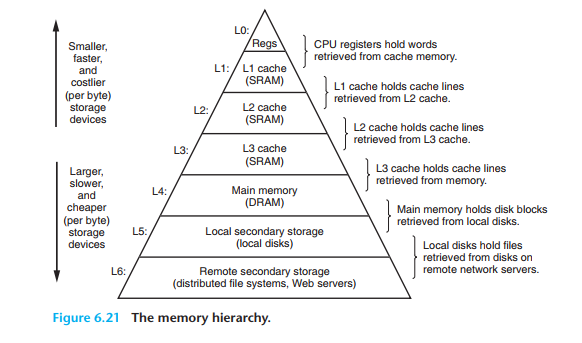 L0:
Regs
CPU registers hold words
retrieved from cache memory.
Smaller,
faster,
and
costlier
(per byte)
storage
devices
L1:
L1 cache
(SRAM)
L1 cache holds cache lines
retrieved from L2 cache.
L2:
L2 cache
(SRAM)
L2 cache holds cache lines
retrieved from L3 cache.
L3:
L3 cache
(SRAM)
L3 cache holds cache lines
retrieved from memory.
Larger,
slower,
and
cheaper
(per byte)
storage
devices
L4:
Main memory
(DRAM)
Main memory holds disk blocks
retrieved from local disks.
L5:
Local secondary storage
(local disks)
Local disks hold files
retrieved from disks on
remote network servers.
L6:
Remote secondary storage
(distributed file systems, Web servers)
Figure 6.21 The memory hierarchy.